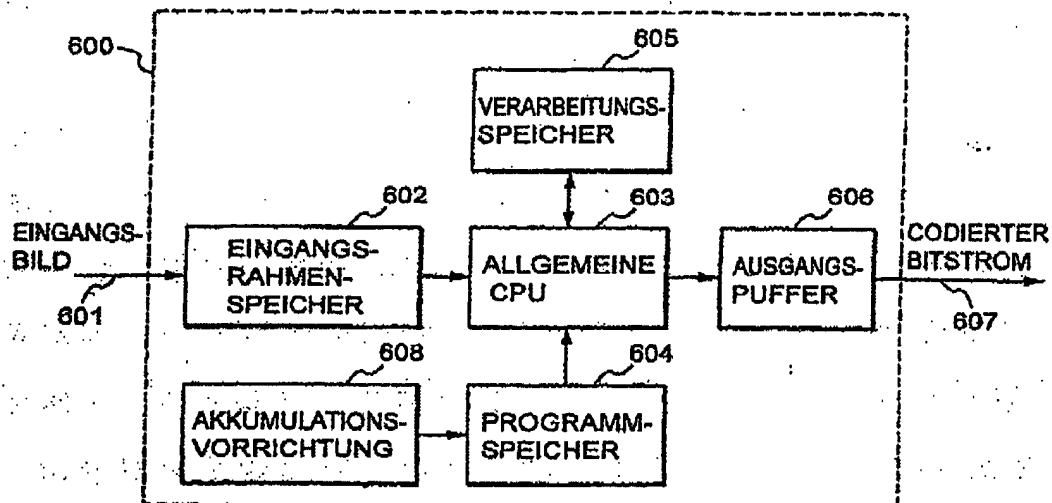 600
605
VERARBEITUNGS-
SPEICHER
602
603
606
EINGANGS-
BILD
EINGANGS-
RAHMEN-
SPEICHER
ALLGEMEINE
CPU
AUSGANGS-
PUFFER
CODIERTER
BITSTROM
601
607
608
604
AKKUMULATIONS-
VORRICHTUNG
PROGRAMM-
SPEICHER